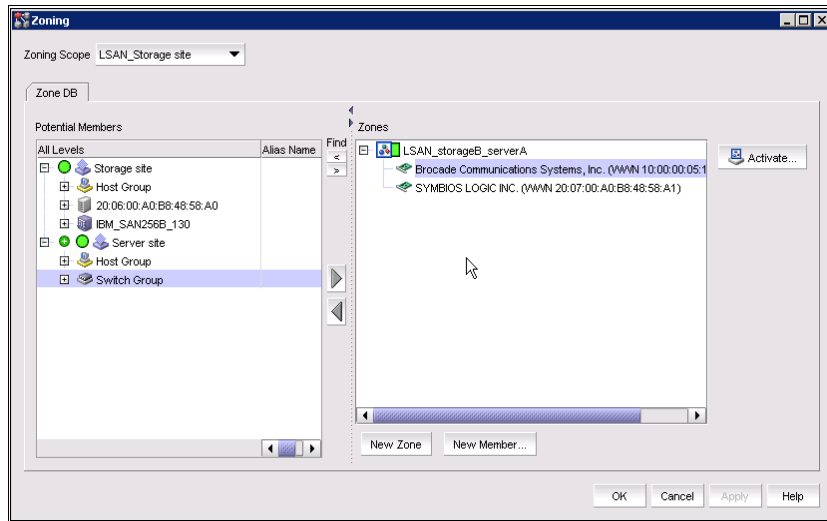 Zoning
Zoning Scope LSAN_Storage site
Zone DB
Potential Members
All Levels Alias Name
Storage site
Host Group
20:06:00:A0:B8:48:58:A0
IBM_SAN256B_130
Server site
Host Group
Switch Group
Find
<
>
Zones
LSAN_storageB_serverA
Brocade Communications Systems, Inc. (WWN 10:00:00:05:1
SYMBIOS LOGIC INC. (WWN 20:07:00:A0:B8:48:58:A1)
Activate...
New Zone New Member...
OK Cancel Apply Help